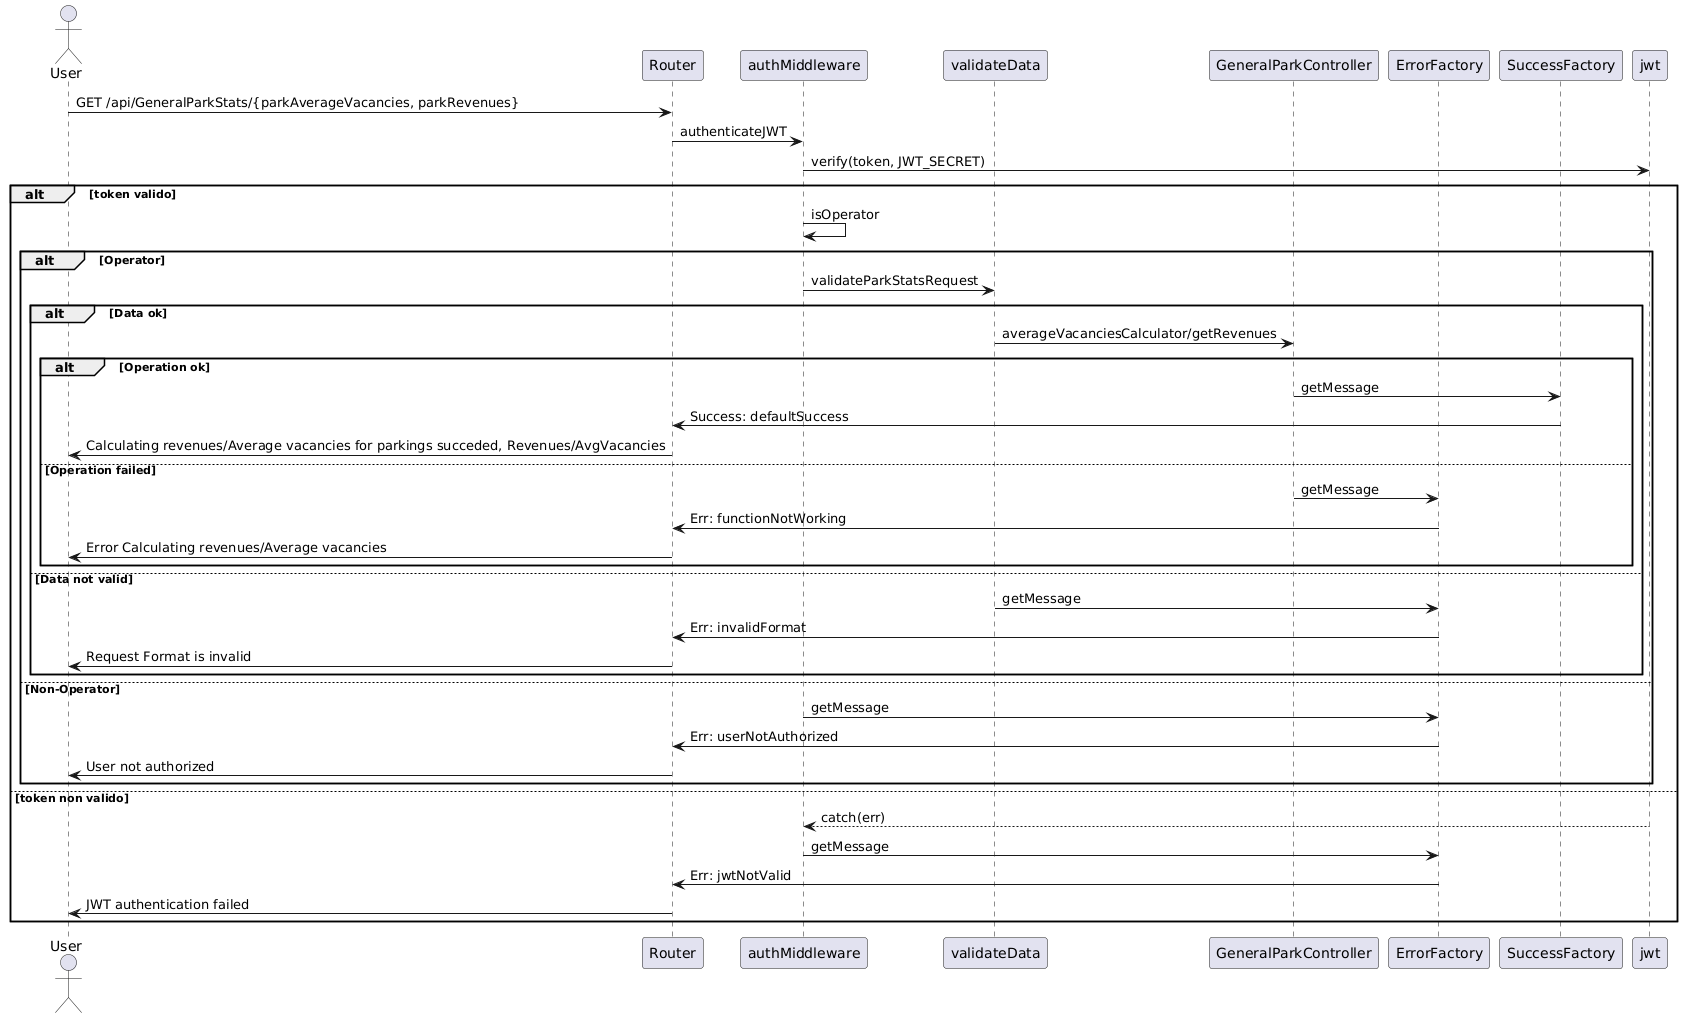 User
Router
authMiddleware
validateData
GeneralParkController
ErrorFactory
SuccessFactory
jwt
GET /api/GeneralParkStats/{parkAverageVacancies, parkRevenues}
authenticateJWT
verify(token, JWT_SECRET)
alt [token valido]
isOperator
alt [Operator]
validateParkStatsRequest
alt [Data ok]
averageVacanciesCalculator/getRevenues
alt [Operation ok]
getMessage
Success: defaultSuccess
Calculating revenues/Average vacancies for parkings succeded, Revenues/AvgVacancies
[Operation failed]
getMessage
Err: functionNotWorking
Error Calculating revenues/Average vacancies
[Data not valid]
getMessage
Err: invalidFormat
Request Format is invalid
[Non-Operator]
getMessage
Err: userNotAuthorized
User not authorized
[token non valido]
catch(err)
getMessage
Err: jwtNotValid
JWT authentication failed
User
Router
authMiddleware
validateData
GeneralParkController
ErrorFactory
SuccessFactory
jwt